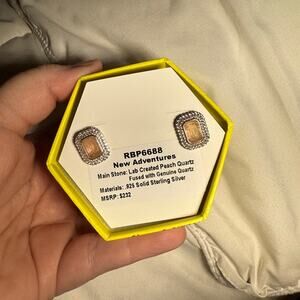 RBP6688
New Adventures
Main Stone: Lab Created Peach Quartz
Fused with Genuine Quartz
Materials: .925 Solid Sterling Silver
MSRP: $232